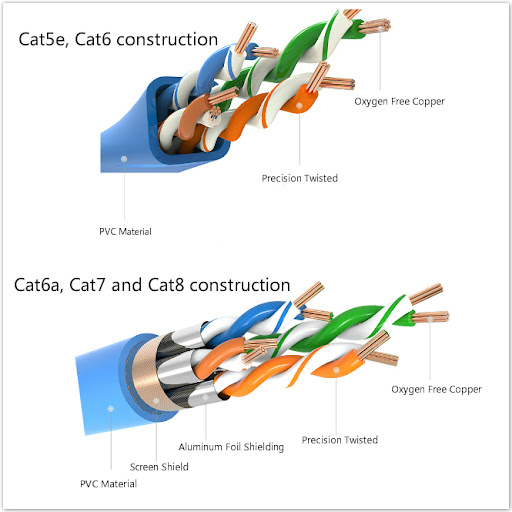 Cat5e, Cat6 construction
Oxygen Free Copper
Precision Twisted
PVC Material
Cat6a, Cat7 and Cat8 construction
Oxygen Free Copper
Precision Twisted
Aluminum Foil Shielding
Screen Shield
PVC Material